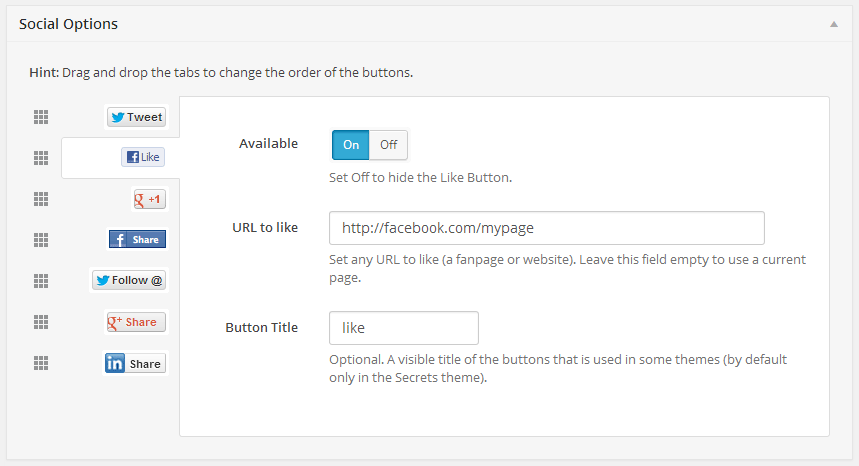 Social Options
Hint: Drag and drop the tabs to change the order of the buttons.
Tweet
Like
g +1
f Share
Follow @
g+ Share
in Share
Available
On Off
Set Off to hide the Like Button.
URL to like
http://facebook.com/mypage
Set any URL to like (a fanpage or website). Leave this field empty to use a current
page.
Button Title
like
Optional. A visible title of the buttons that is used in some themes (by default
only in the Secrets theme).